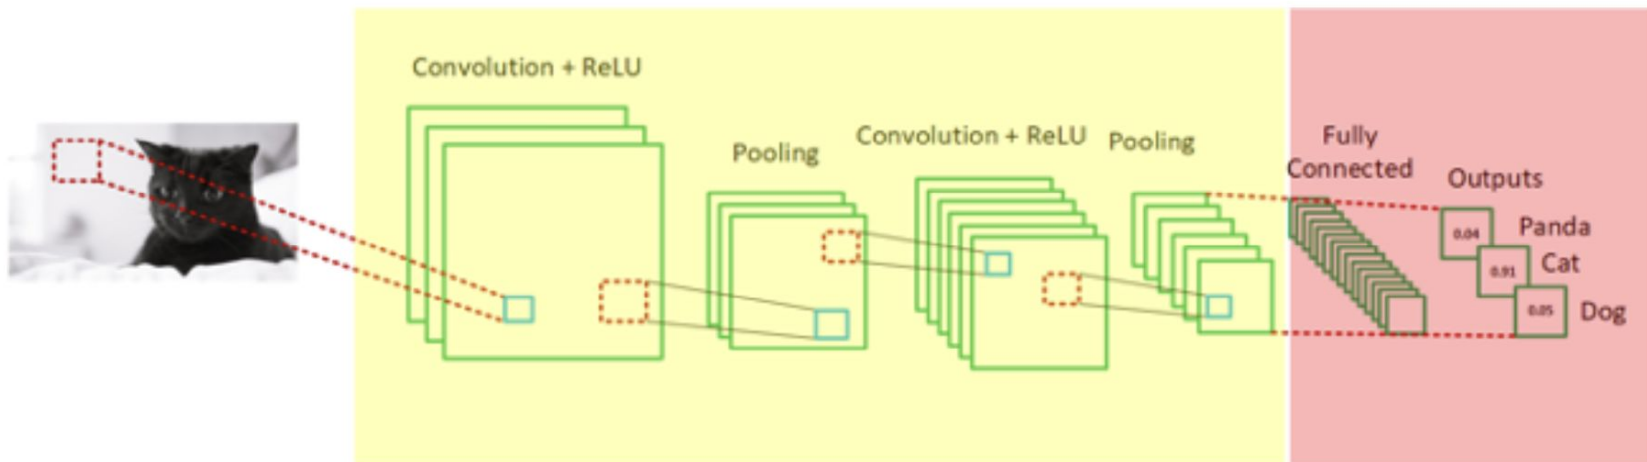 Convolution + ReLU
Pooling
Convolution + ReLU
Pooling
Fully
Connected
Outputs
0.04
Panda
0.91
Cat
0.05
Dog